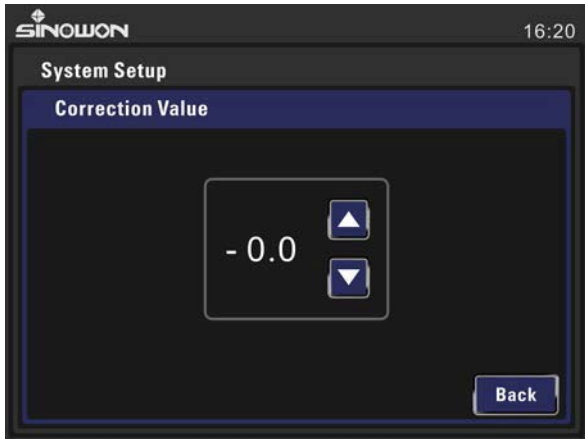 SINOWON
16:20
System Setup
Correction Value
- 0.0
Back